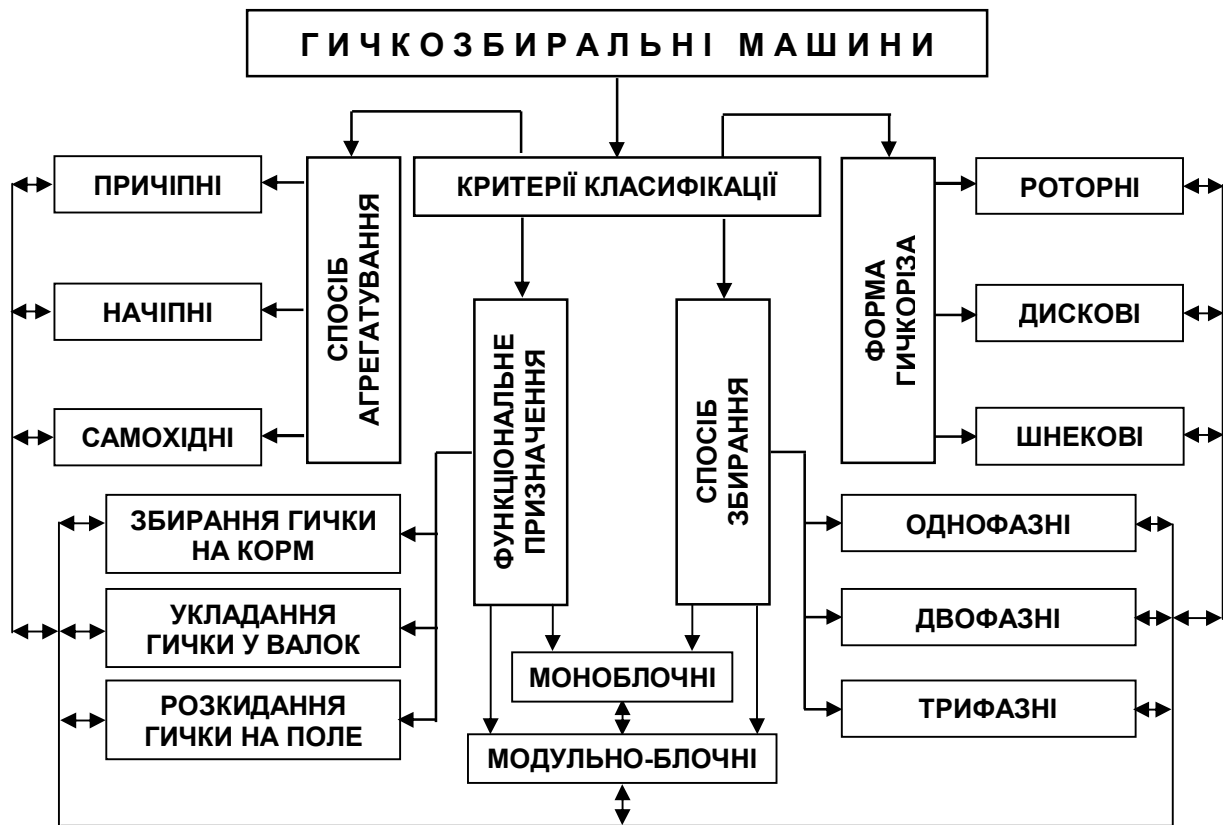 ГИЧКОЗБИРАЛЬНІ МАШИНИ
КРИТЕРІЇ КЛАСИФІКАЦІЇ
СПОСІБ
АГРЕГАТУВАННЯ
ПРИЧІПНІ
НАЧІПНІ
САМОХІДНІ
ФУНКЦІОНАЛЬНЕ
ПРИЗНАЧЕННЯ
ЗБИРАННЯ ГИЧКИ
НА КОРМ
УКЛАДАННЯ
ГИЧКИ У ВАЛОК
РОЗКИДАННЯ
ГИЧКИ НА ПОЛЕ
СПОСІБ
ЗБИРАННЯ
ОДНОФАЗНІ
ДВОФАЗНІ
ТРИФАЗНІ
ФОРМА
ГИЧКОРІЗА
РОТОРНІ
ДИСКОВІ
ШНЕКОВІ
МОНОБЛОЧНІ
МОДУЛЬНО-БЛОЧНІ